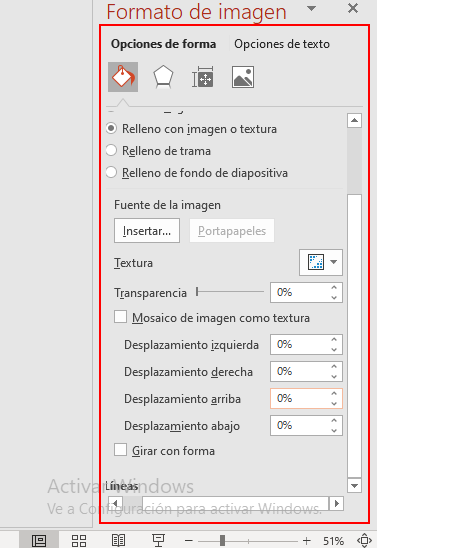 Formato de imagen
Opciones de forma Opciones de texto
Relleno con imagen o textura
Relleno de trama
Relleno de fondo de diapositiva
Fuente de la imagen
Insertar... Portapapeles
Textura
Transparencia 0%
Mosaico de imagen como textura
Desplazamiento izquierda 0%
Desplazamiento derecha 0%
Desplazamiento arriba 0%
Desplazamiento abajo 0%
Girar con forma
Líneas
Activar Windows
Ve a Configuración para activar Windows.
51%